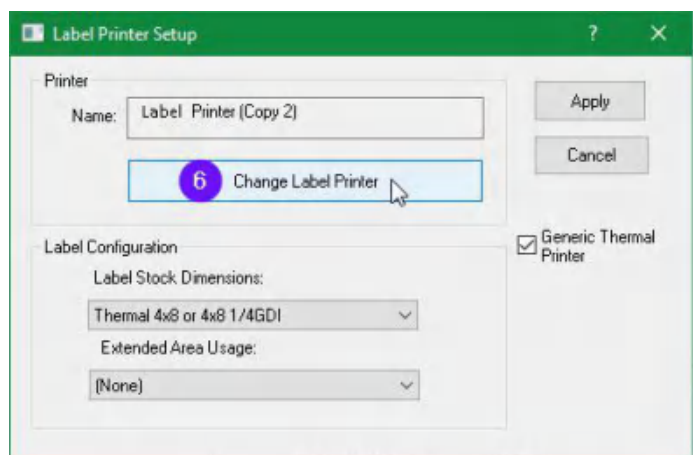 Label Printer Setup
?
Printer
Name:
Label Printer (Copy 2)
Apply
6 Change Label Printer
Cancel
Label Configuration
Generic Thermal
Printer
Label Stock Dimensions:
Thermal 4x8 or 4x8 1/4GDI
Extended Area Usage:
(None)